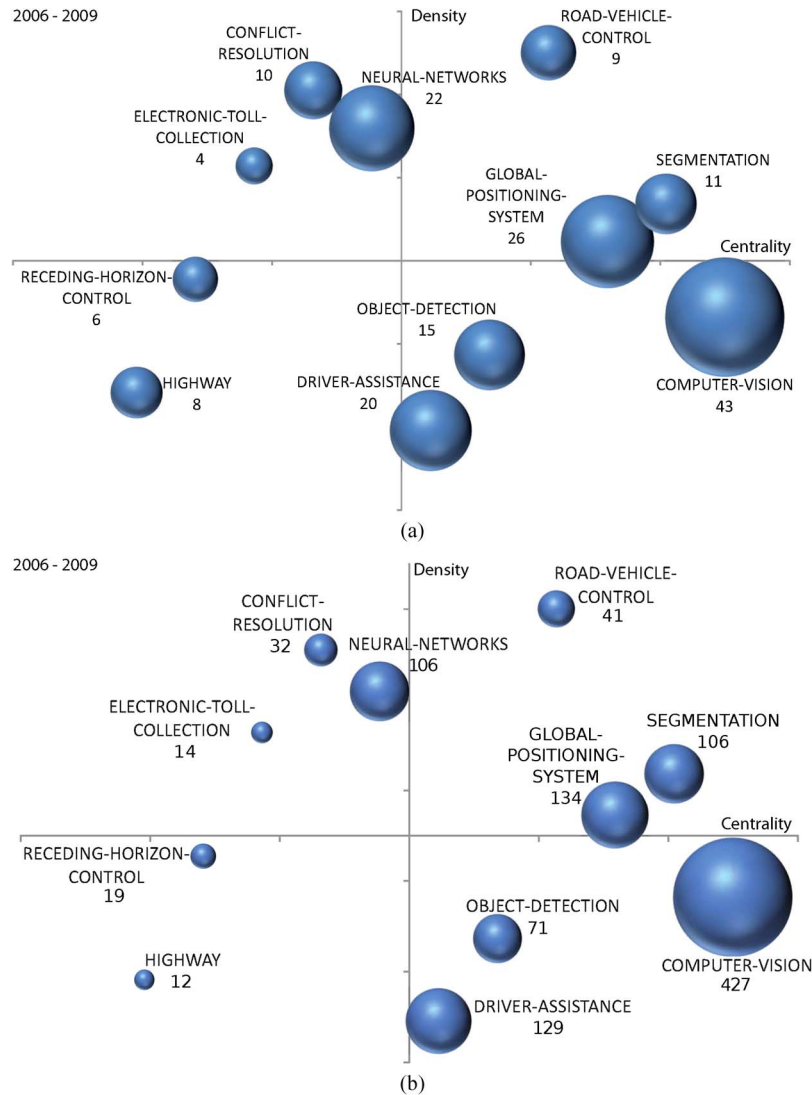 2006 - 2009
Density
ROAD-VEHICLE-
CONTROL
9
CONFLICT-
RESOLUTION
10
NEURAL-NETWORKS
22
ELECTRONIC-TOLL-
COLLECTION
4
SEGMENTATION
11
GLOBAL-
POSITIONING-
SYSTEM
26
Centrality
RECEDING-HORIZON-
CONTROL
6
OBJECT-DETECTION
15
HIGHWAY
8
DRIVER-ASSISTANCE
20
COMPUTER-VISION
43
(a)
2006 - 2009
Density
ROAD-VEHICLE-
CONTROL
41
CONFLICT-
RESOLUTION
32
NEURAL-NETWORKS
106
ELECTRONIC-TOLL-
COLLECTION
14
SEGMENTATION
106
GLOBAL-
POSITIONING-
SYSTEM
134
Centrality
RECEDING-HORIZON-
CONTROL
19
OBJECT-DETECTION
71
HIGHWAY
12
COMPUTER-VISION
427
DRIVER-ASSISTANCE
129
(b)